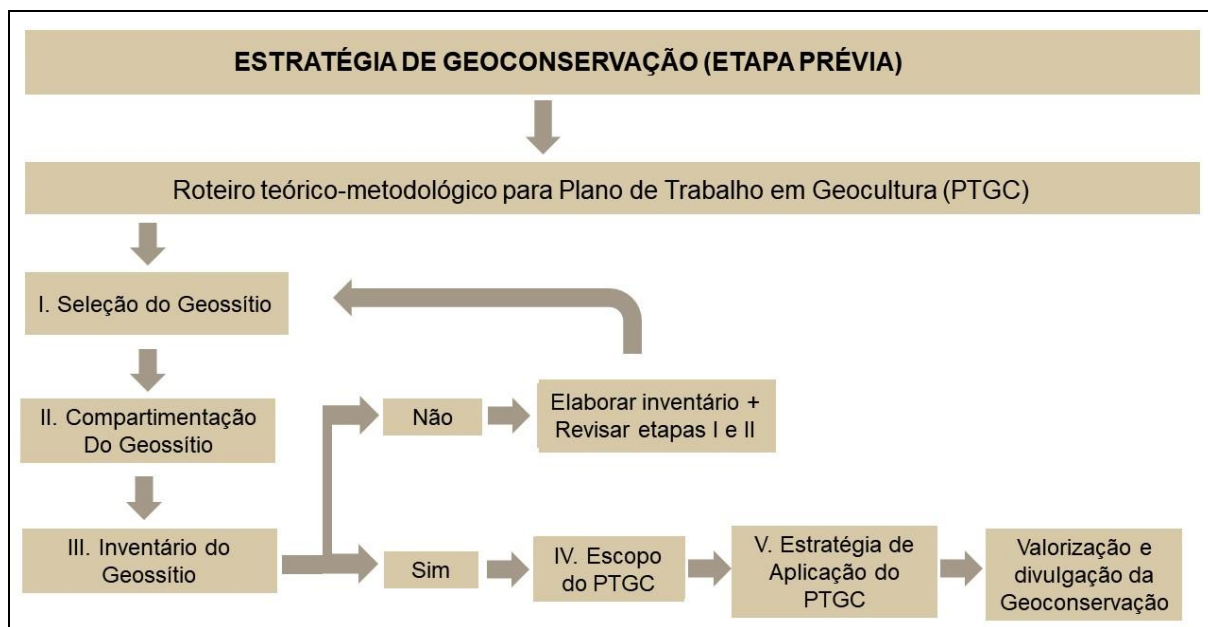 ESTRATÉGIA DE GEOCONSERVAÇÃO (ETAPA PRÉVIA)
Roteiro teórico-metodológico para Plano de Trabalho em Geocultura (PTGC)
I. Seleção do Geossítio
II. Compartimentação
Do Geossítio
Não
Elaborar inventário +
Revisar etapas I e II
III. Inventário do
Geossítio
Sim
IV. Escopo
do PTGC
V. Estratégia de
Aplicação do
PTGC
Valorização e
divulgação da
Geoconservação